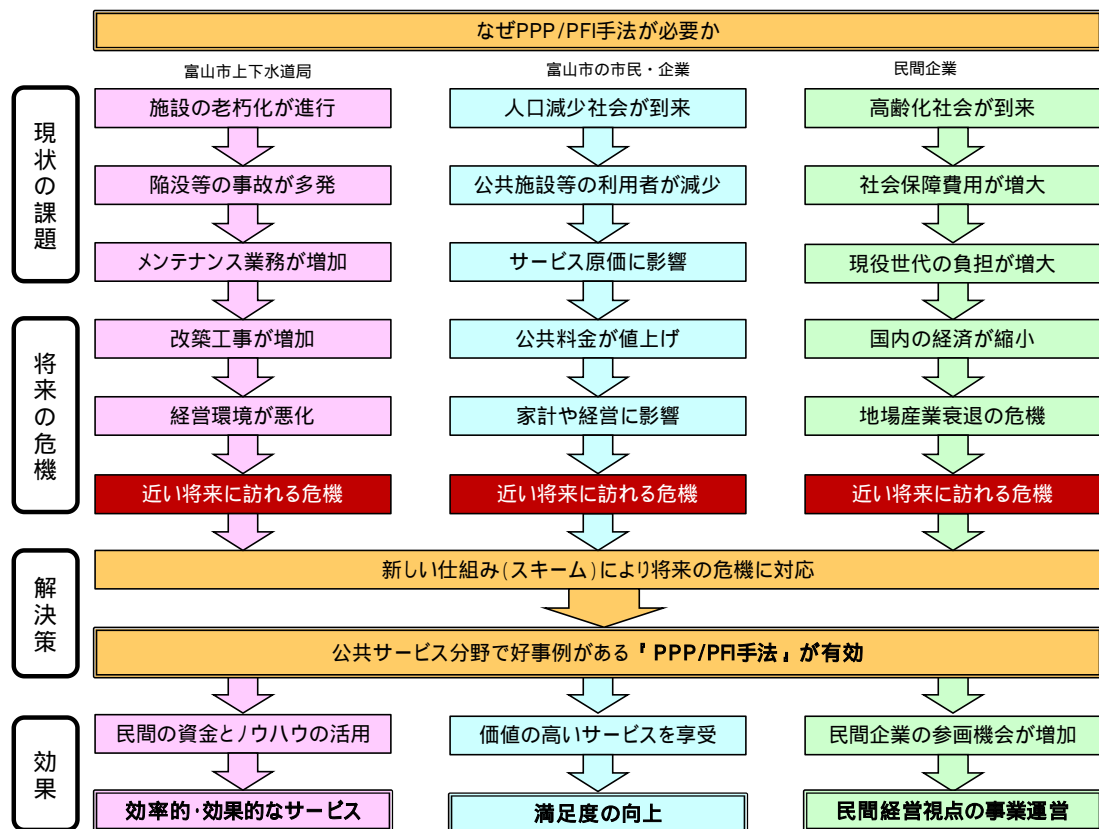 なぜPPP/PFI手法が必要か
富山市上下水道局
富山市の市民・企業
民間企業
現状の課題
施設の老朽化が進行
人口減少社会が到来
高齢化社会が到来
陥没等の事故が多発
公共施設等の利用者が減少
社会保障費用が増大
メンテナンス業務が増加
サービス原価に影響
現役世代の負担が増大
将来の危機
改築工事が増加
公共料金が値上げ
国内の経済が縮小
経営環境が悪化
家計や経営に影響
地場産業衰退の危機
近い将来に訪れる危機
近い将来に訪れる危機
近い将来に訪れる危機
解決策
新しい仕組み(スキーム)により将来の危機に対応
公共サービス分野で好事例がある『PPP/PFI手法』が有効
効果
民間の資金とノウハウの活用
価値の高いサービスを享受
民間企業の参画機会が増加
効率的・効果的なサービス
満足度の向上
民間経営視点の事業運営